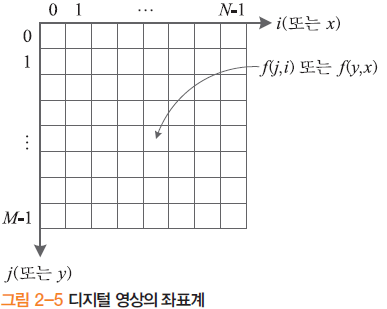 0 1 ⋯ N-1
i(또는 x)
0
1
f(j,i) 또는 f(y,x)
⋮
M-1
j(또는 y)
그림 2-5 디지털 영상의 좌표계